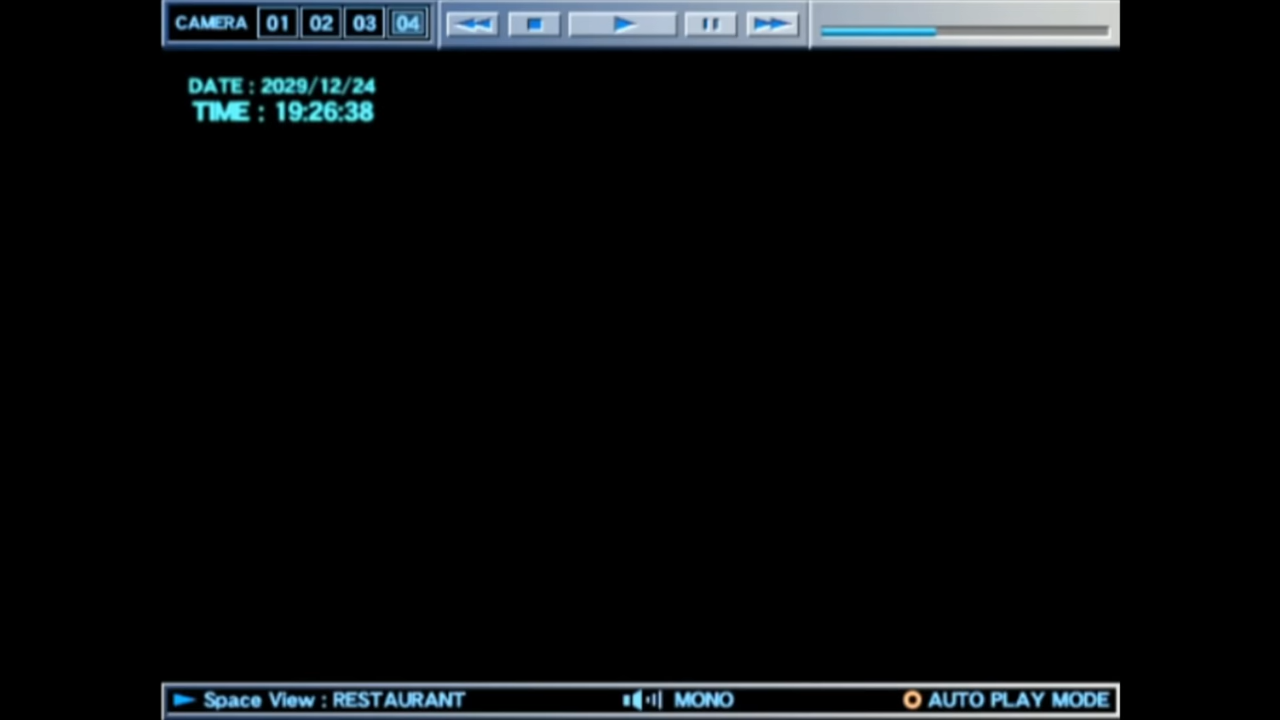 CAMERA 01 02 03 04
DATE : 2029/12/24
TIME : 19:26:38
Space View : RESTAURANT MONO AUTO PLAY MODE